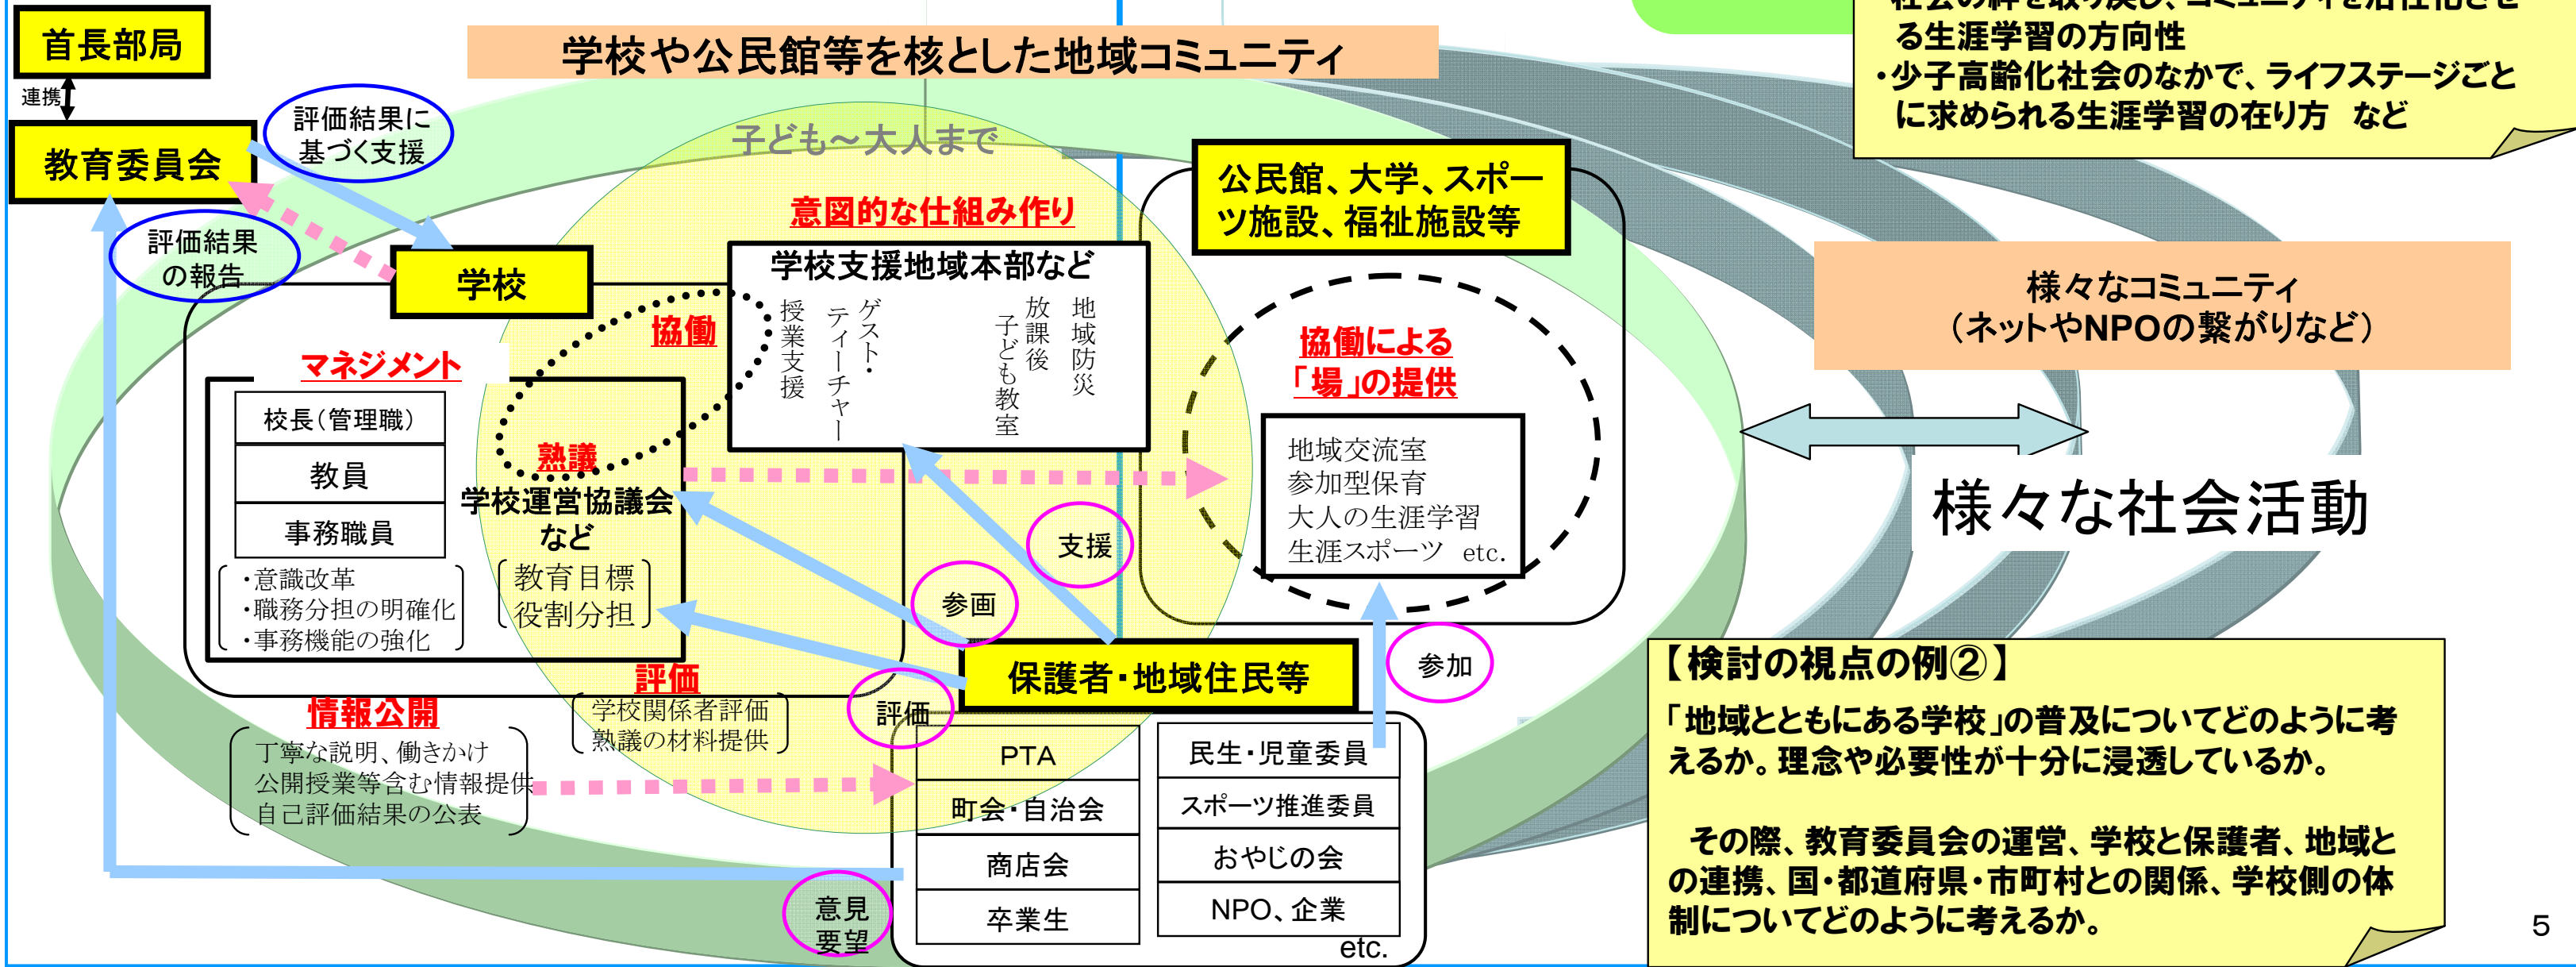 社会の絆を取り戻し、コミュニティを活性化させ
る生涯学習の方向性
・少子高齢化社会のなかで、ライフステージごと
に求められる生涯学習の在り方 など
首長部局
連携
教育委員会
評価結果に
基づく支援
評価結果
の報告
学校や公民館等を核とした地域コミュニティ
子ども～大人まで
意図的な仕組み作り
学校支援地域本部など
授業支援
ゲスト・
ティーチャー
放課後
子ども教室
地域防災
公民館、大学、スポー
ツ施設、福祉施設等
協働による
「場」の提供
地域交流室
参加型保育
大人の生涯学習
生涯スポーツ etc.
様々なコミュニティ
（ネットやNPOの繋がりなど）
様々な社会活動
学校
協働
マネジメント
校長（管理職）
教員
事務職員
・意識改革
・職務分担の明確化
・事務機能の強化
熟議
学校運営協議会
など
教育目標
役割分担
支援
参画
評価
参加
保護者・地域住民等
評価
学校関係者評価
熟議の材料提供
情報公開
丁寧な説明、働きかけ
公開授業等含む情報提供
自己評価結果の公表
PTA
町会・自治会
商店会
卒業生
民生・児童委員
スポーツ推進委員
おやじの会
NPO、企業
etc.
意見
要望
【検討の視点の例②】
「地域とともにある学校」の普及についてどのように考
えるか。理念や必要性が十分に浸透しているか。
その際、教育委員会の運営、学校と保護者、地域と
の連携、国・都道府県・市町村との関係、学校側の体
制についてどのように考えるか。
5